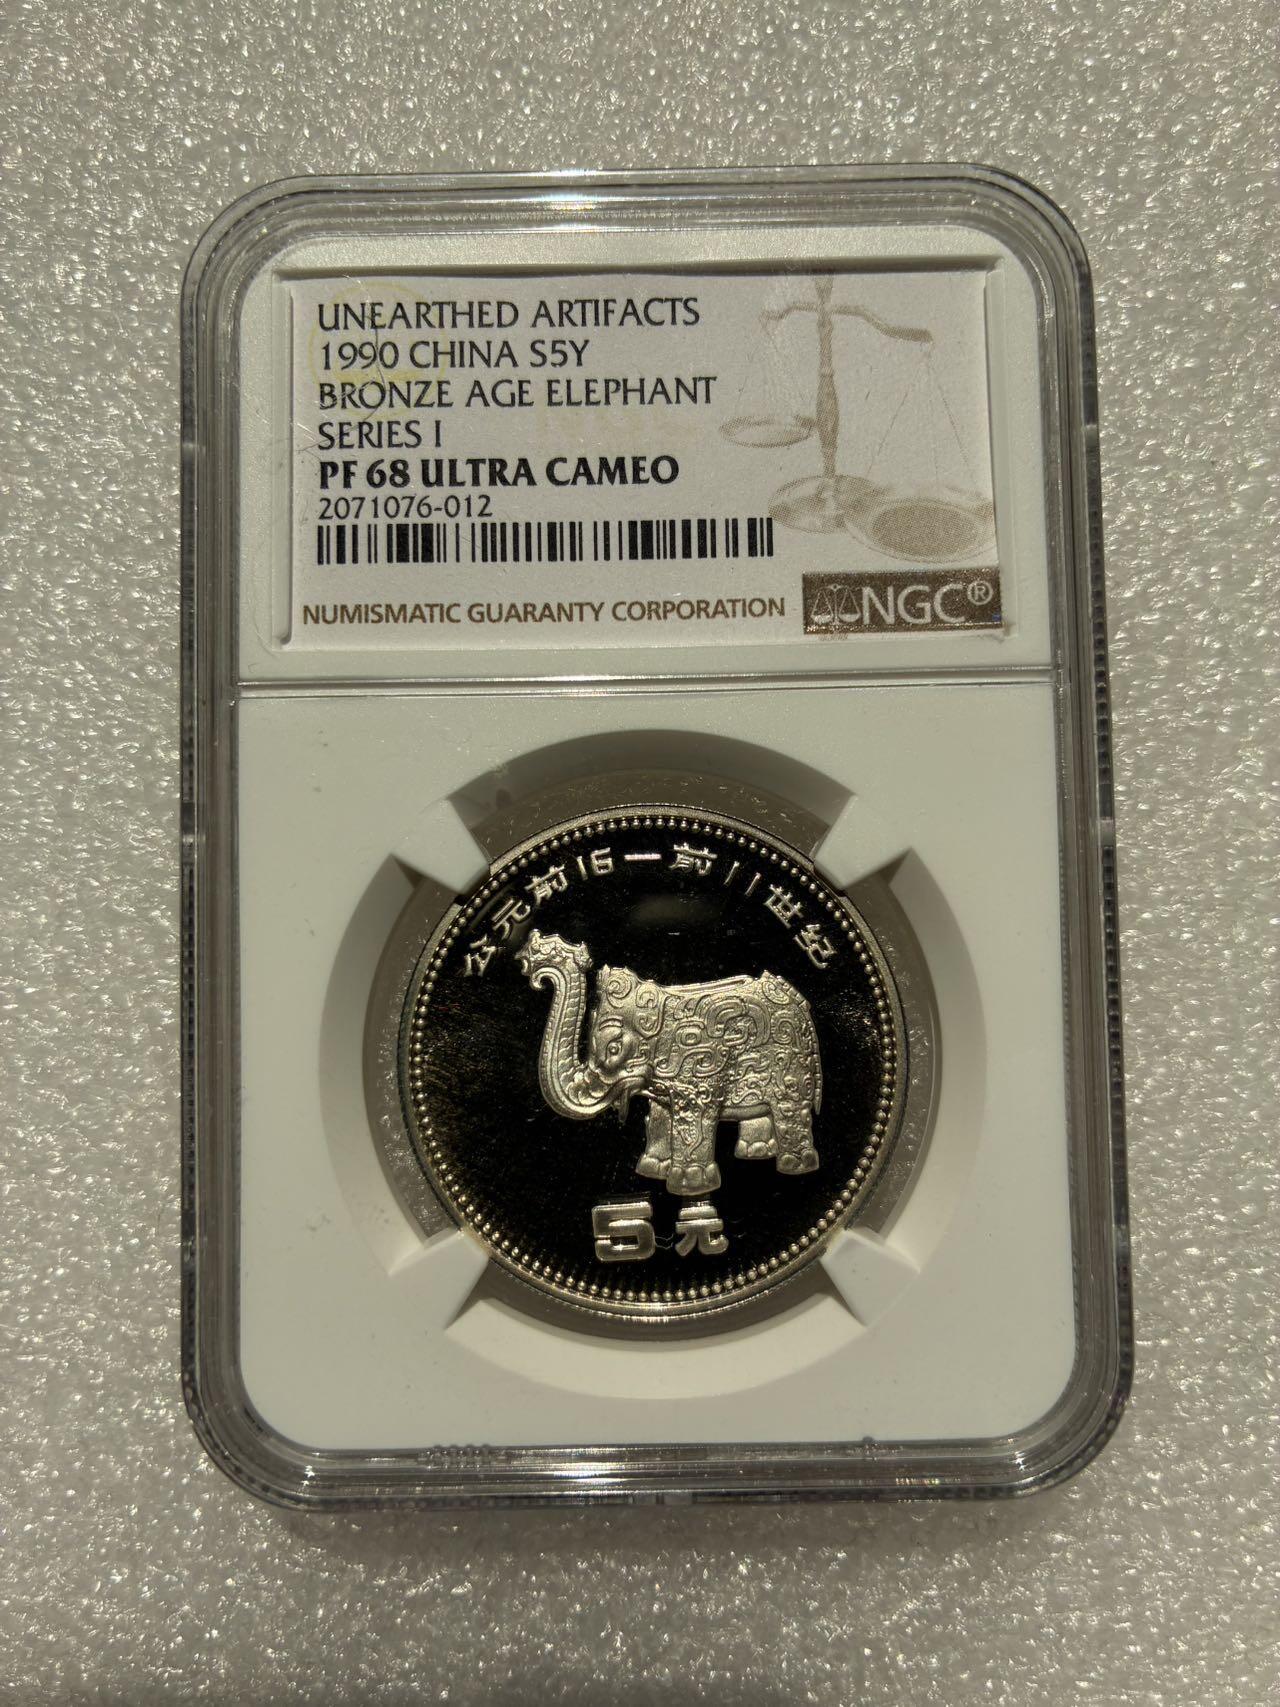 UNEARTHED ARTIFACTS
1990 CHINA S5Y
BRONZE AGE ELEPHANT
SERIES I
PF 68 ULTRA CAMEO
2071076-012
NUMISMATIC GUARANTY CORPORATION
NGC®
公元前16一前11世纪
5元